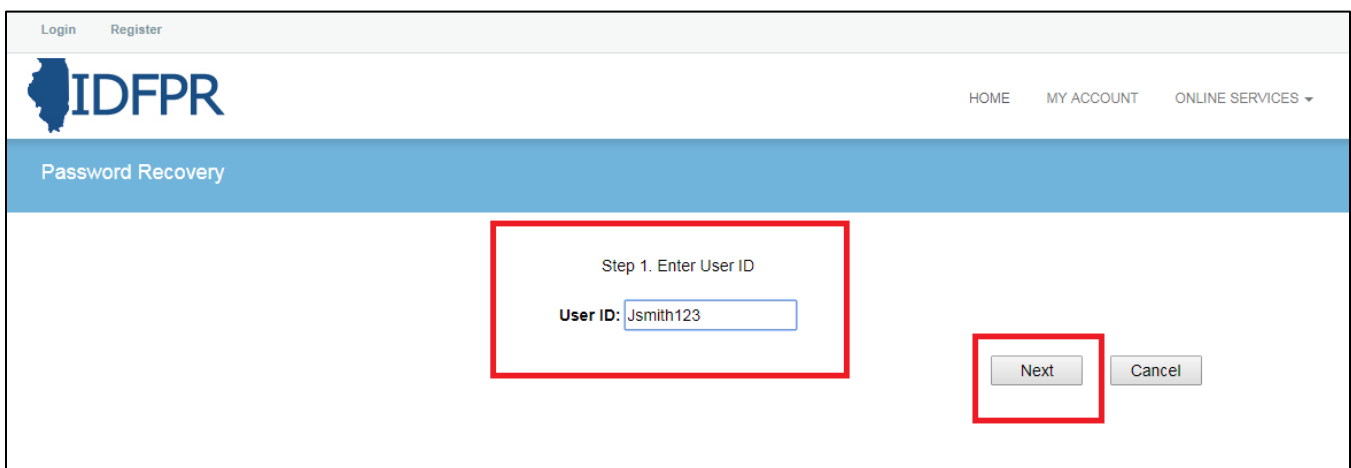 Login Register
IDFPR
HOME MY ACCOUNT ONLINE SERVICES
Password Recovery
Step 1. Enter User ID
User ID: Jsmith123
Next Cancel